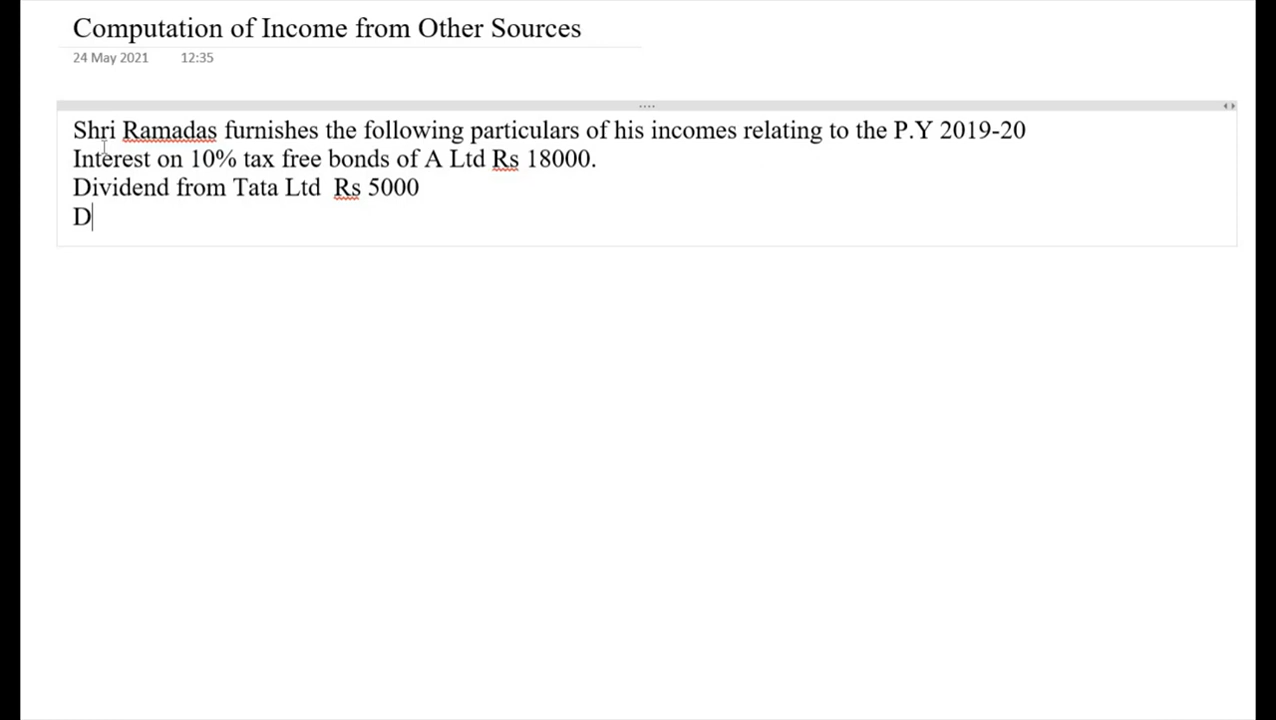 Computation of Income from Other Sources
24 May 2021 12:35
Shri Ramadas furnishes the following particulars of his incomes relating to the P.Y 2019-20
Interest on 10% tax free bonds of A Ltd Rs 18000.
Dividend from Tata Ltd Rs 5000
D